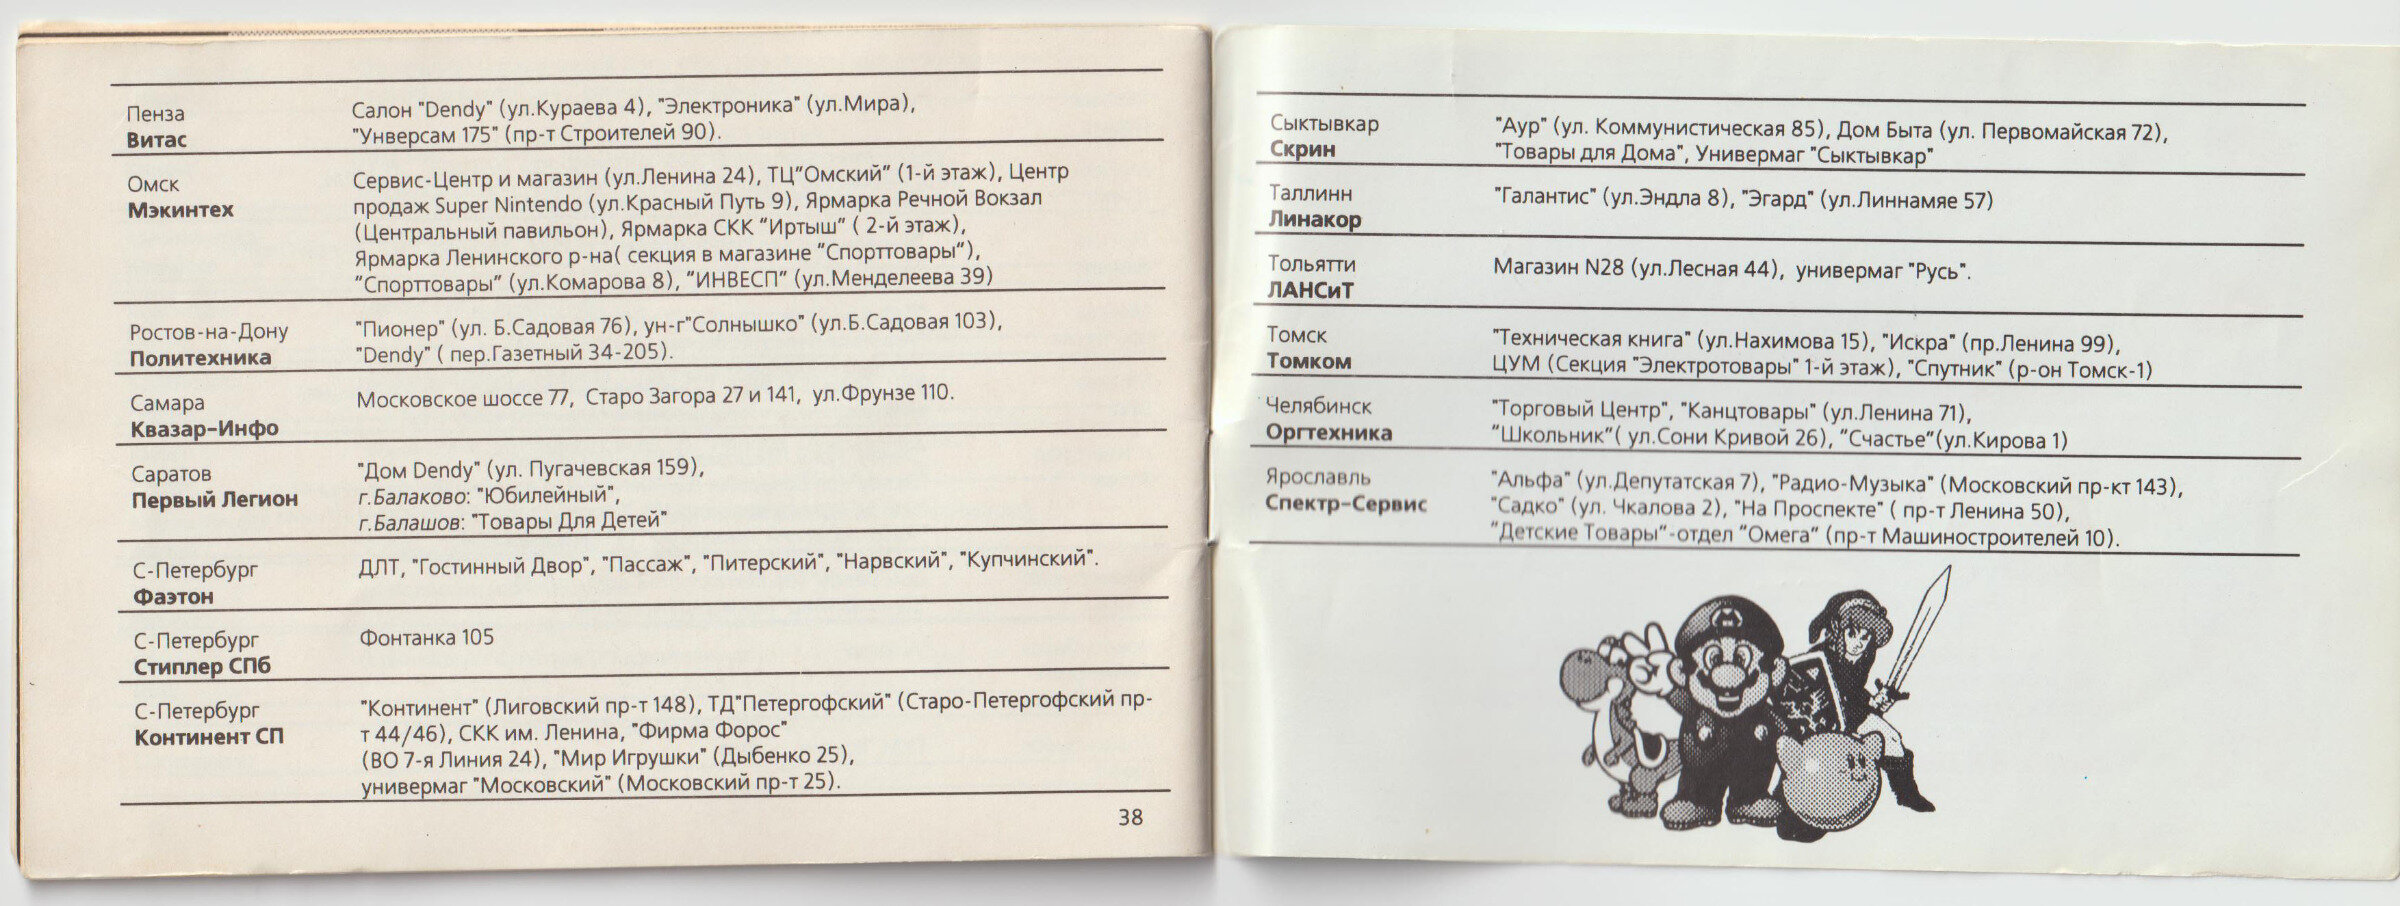 Пенза
Витас
Салон "Dendy" (ул.Кураева 4), "Электроника" (ул.Мира),
"Унверсам 175" (пр-т Строителей 90).
Омск
Мэкинтех
Сервис-Центр и магазин (ул.Ленина 24), ТЦ"Омский" (1-й этаж), Центр
продаж Super Nintendo (ул.Красный Путь 9), Ярмарка Речной Вокзал
(Центральный павильон), Ярмарка СКК "Иртыш" ( 2-й этаж),
Ярмарка Ленинского р-на( секция в магазине "Спорттовары"),
"Спорттовары" (ул.Комарова 8), "ИНВЕСП" (ул.Менделеева 39)
Ростов-на-Дону
Политехника
"Пионер" (ул. Б.Садовая 76), ун-г"Солнышко" (ул.Б.Садовая 103),
"Dendy" ( пер.Газетный 34-205).
Самара
Квазар-Инфо
Московское шоссе 77, Старо Загора 27 и 141, ул.Фрунзе 110.
Саратов
Первый Легион
"Дом Dendy" (ул. Пугачевская 159),
г.Балаково: "Юбилейный",
г.Балашов: "Товары Для Детей"
С-Петербург
Фаэтон
ДЛТ, "Гостинный Двор", "Пассаж", "Питерский", "Нарвский", "Купчинский".
С-Петербург
Стиплер СПб
Фонтанка 105
С-Петербург
Континент СП
"Континент" (Лиговский пр-т 148), ТД"Петергофский" (Старо-Петергофский пр-
т 44/46), СКК им. Ленина, "Фирма Форос"
(ВО 7-я Линия 24), "Мир Игрушки" (Дыбенко 25),
универмаг "Московский" (Московский пр-т 25).
38
Сыктывкар
Скрин
"Аур" (ул. Коммунистическая 85), Дом Быта (ул. Первомайская 72),
"Товары для Дома", Универмаг "Сыктывкар"
Таллинн
Линакор
"Галантис" (ул.Эндла 8), "Эгард" (ул.Линнамяе 57)
Тольятти
ЛАНСиТ
Магазин N28 (ул.Лесная 44), универмаг "Русь".
Томск
Томком
"Техническая книга" (ул.Нахимова 15), "Искра" (пр.Ленина 99),
ЦУМ (Секция "Электротовары" 1-й этаж), "Спутник" (р-он Томск-1)
Челябинск
Оргтехника
"Торговый Центр", "Канцтовары" (ул.Ленина 71),
"Школьник"( ул.Сони Кривой 26), "Счастье"(ул.Кирова 1)
Ярославль
Спектр-Сервис
"Альфа" (ул.Депутатская 7), "Радио-Музыка" (Московский пр-кт 143),
"Садко" (ул. Чкалова 2), "На Проспекте" ( пр-т Ленина 50),
"Детские Товары"-отдел "Омега" (пр-т Машиностроителей 10).
M